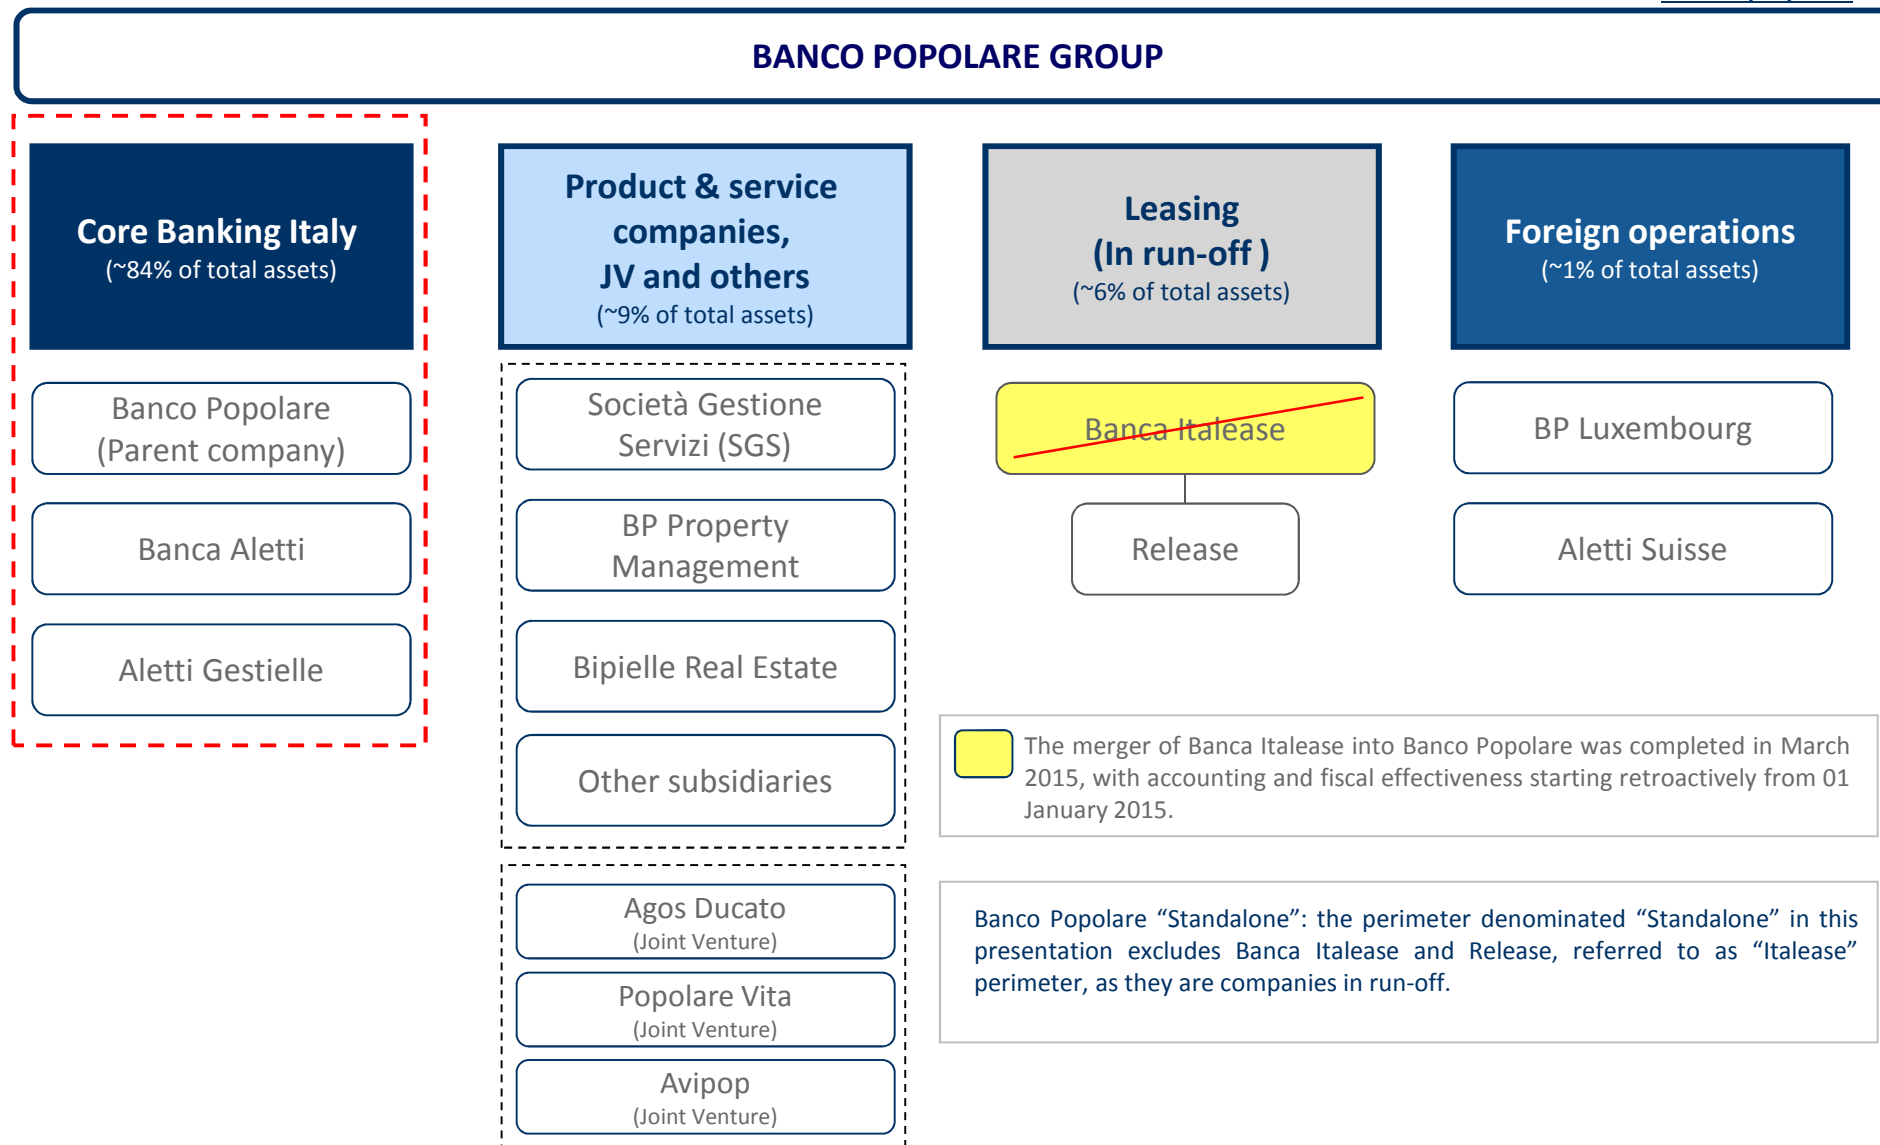 BANCO POPOLARE GROUP
Core Banking Italy
(~84% of total assets)
Banco Popolare
(Parent company)
Banca Aletti
Aletti Gestielle
Product & service
companies,
JV and others
(~9% of total assets)
Società Gestione
Servizi (SGS)
BP Property
Management
Bipielle Real Estate
Other subsidiaries
Agos Ducato
(Joint Venture)
Popolare Vita
(Joint Venture)
Avipop
(Joint Venture)
Leasing
(In run-off )
(~6% of total assets)
Banca Italease
Release
Foreign operations
(~1% of total assets)
BP Luxembourg
Aletti Suisse
The merger of Banca Italease into Banco Popolare was completed in March
2015, with accounting and fiscal effectiveness starting retroactively from 01
January 2015.
Banco Popolare “Standalone”: the perimeter denominated “Standalone” in this
presentation excludes Banca Italease and Release, referred to as “Italease”
perimeter, as they are companies in run-off.